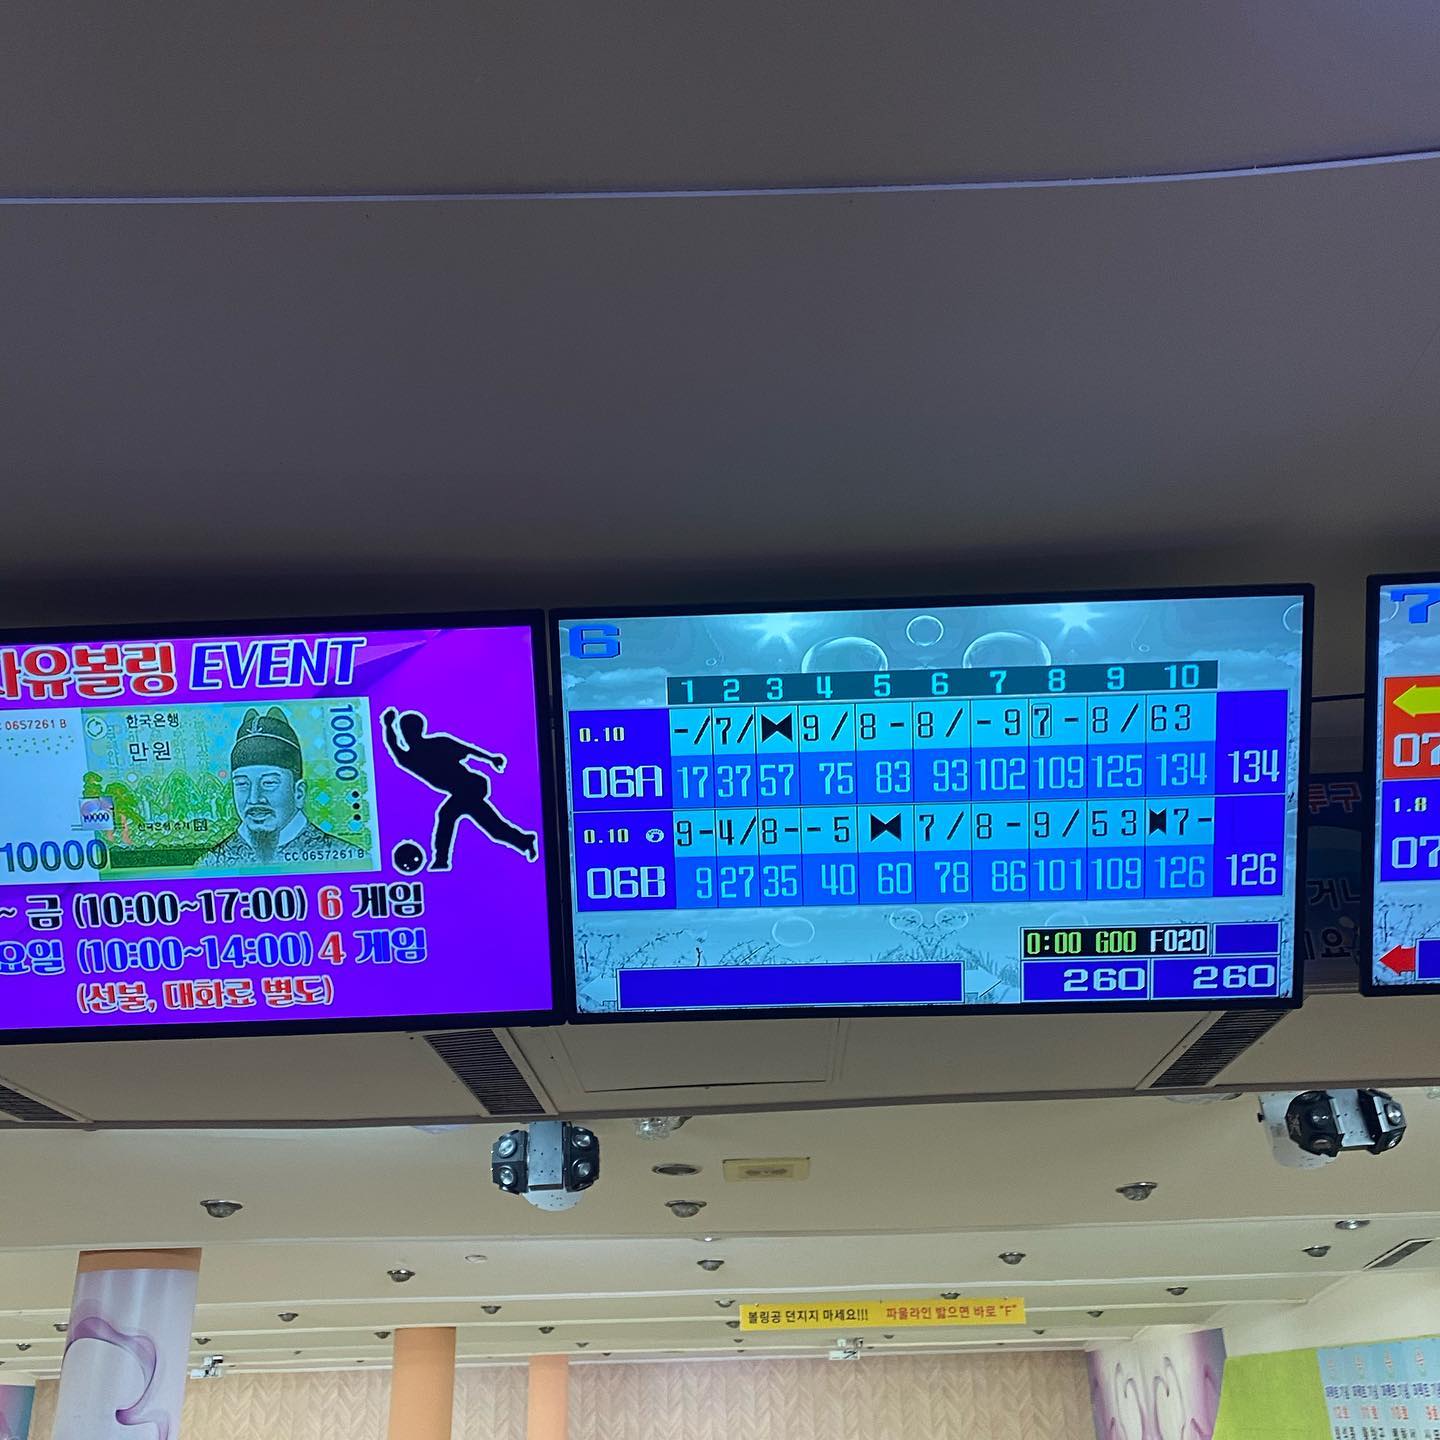 자유볼링 EVENT
0657261 B
한국은행
만원
10000
10000
10000
CC 0657261 B
~ 금 (10:00~17:00) 6 게임
요일 (10:00~14:00) 4 게임
(선불, 대화료 별도)
6
1 2 3 4 5 6 7 8 9 10
0.10 -/ 7/ 9/ 8- 8/ -9 7- 8/ 63
06A 17 37 57 75 83 93 102 109 125 134 134
0.10 9- 4/ 8- -5 7/ 8- 9/ 53 7-
06B 9 27 35 40 60 78 86 101 109 126 126
0:00 G00 F020
260 260
7
07
1.8
07
투구
볼링공 던지지 마세요!!! 파울라인 밟으면 바로 "F"